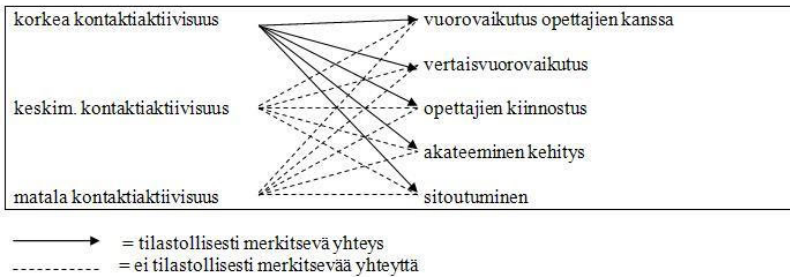 korkea kontaktiaktiivisuus
vuorovaikutus opettajien kanssa
vertaisvuorovaikutus
keskim. kontaktiaktiivisuus
opettajien kiinnostus
akateeminen kehitys
matala kontaktiaktiivisuus
sitoutuminen
= tilastollisesti merkitsevä yhteys
= ei tilastollisesti merkitsevää yhteyttä